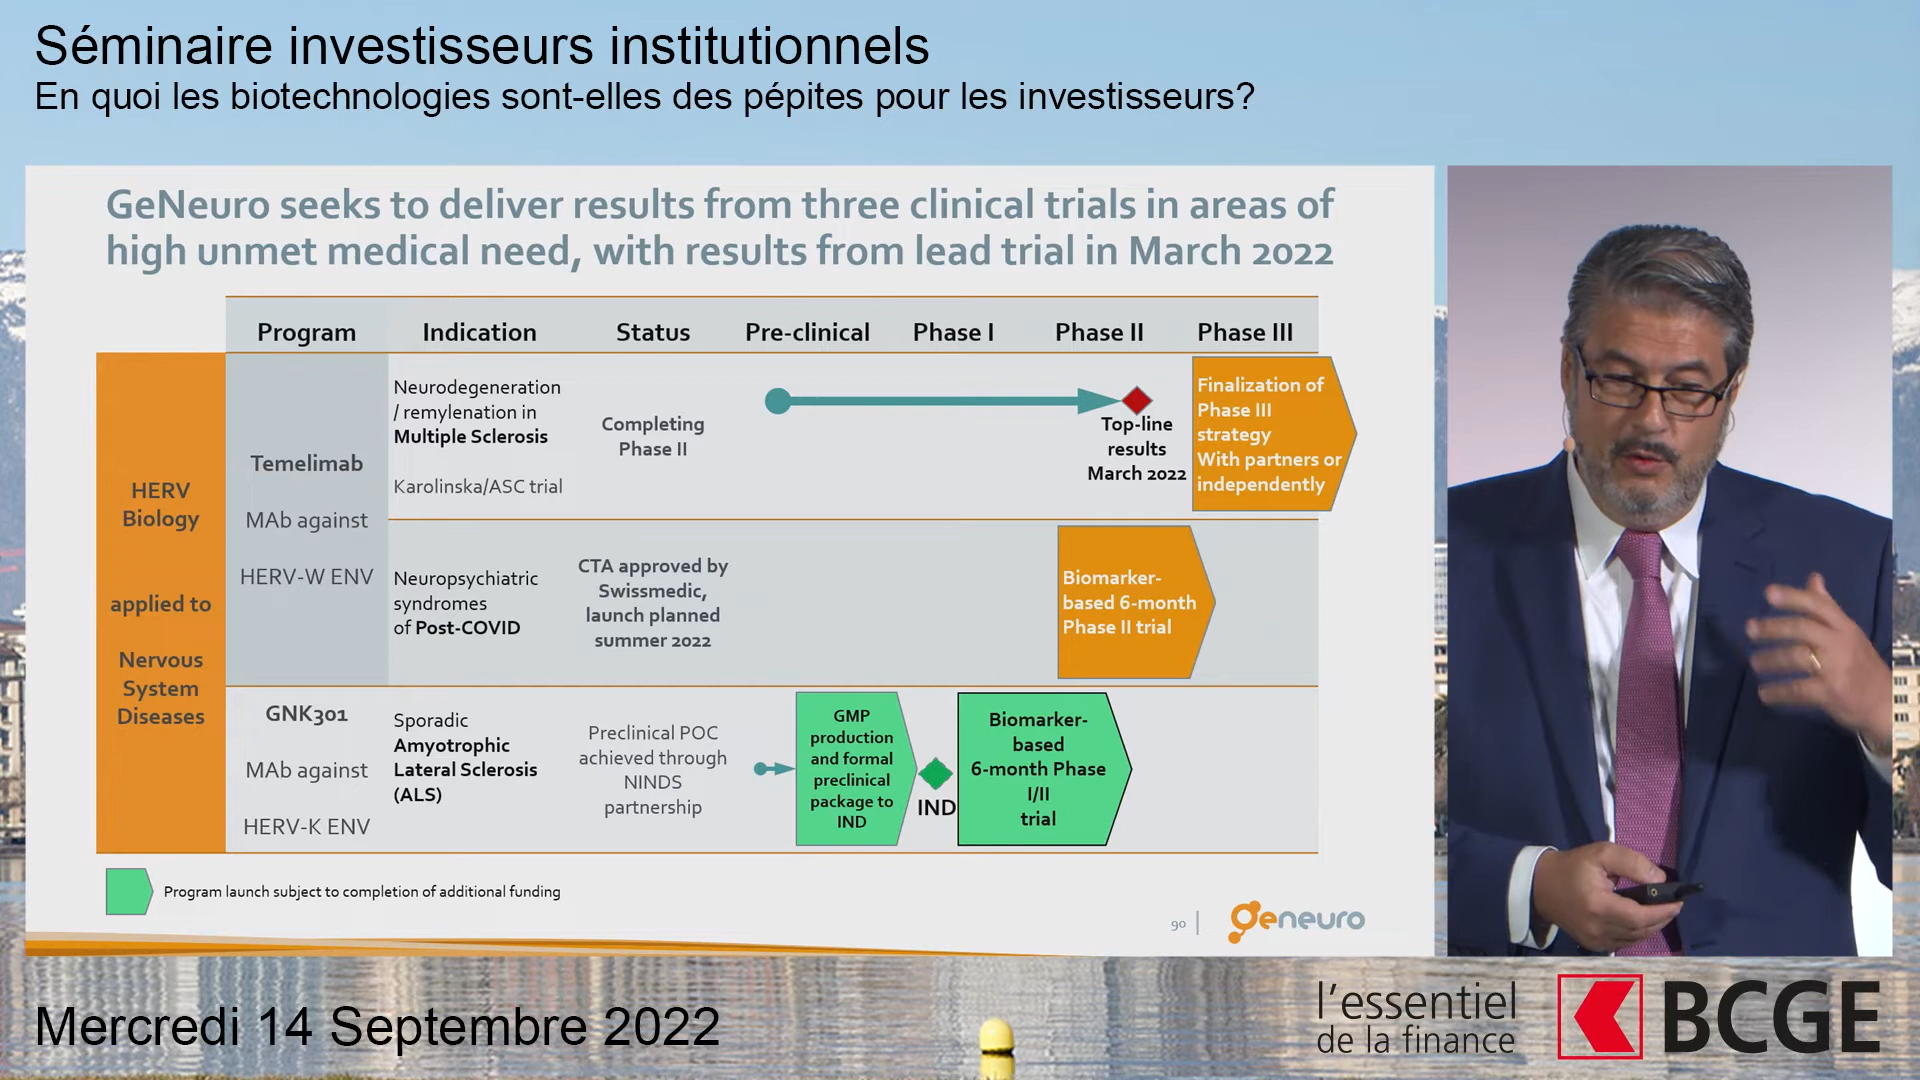 Séminaire investisseurs institutionnels
En quoi les biotechnologies sont-elles des pépites pour les investisseurs?
GeNeuro seeks to deliver results from three clinical trials in areas of
high unmet medical need, with results from lead trial in March 2022
Program
Indication
Status
Pre-clinical
Phase I
Phase II
Phase III
HERV
Biology
applied to
Nervous
System
Diseases
Temelimab
MAb against
HERV-W ENV
Neurodegeneration
/ remylenation in
Multiple Sclerosis
Karolinska/ASC trial
Completing
Phase II
Top-line
results
March 2022
Finalization of
Phase III
strategy
With partners or
independently
Neuropsychiatric
syndromes
of Post-COVID
CTA approved by
Swissmedic,
launch planned
summer 2022
Biomarker-
based 6-month
Phase II trial
GNK301
MAb against
HERV-K ENV
Sporadic
Amyotrophic
Lateral Sclerosis
(ALS)
Preclinical POC
achieved through
NINDS
partnership
GMP
production
and formal
preclinical
package to
IND
IND
Biomarker-
based
6-month Phase
I/II
trial
Program launch subject to completion of additional funding
90
geneuro
Mercredi 14 Septembre 2022
l'essentiel
de la finance
BCGE